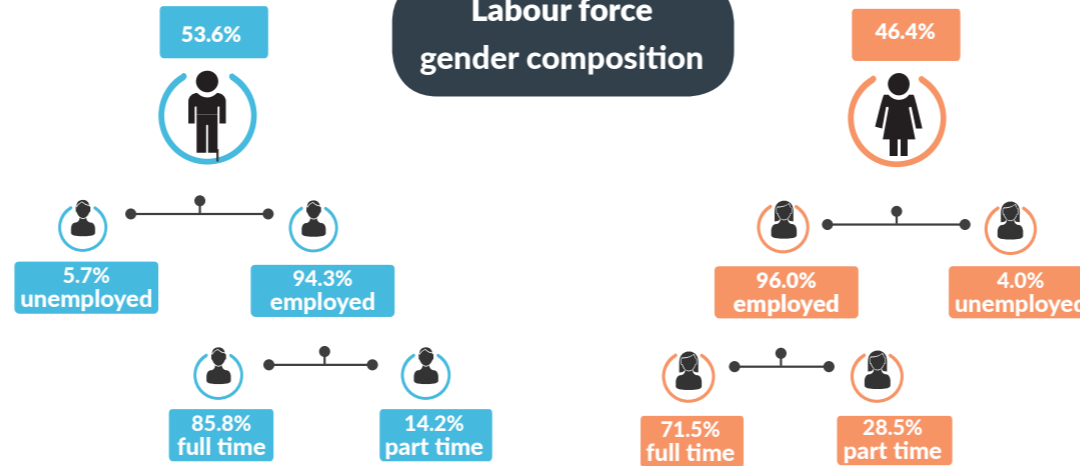 Labour force
gender composition
53.6%
46.4%
5.7%
unemployed
94.3%
employed
96.0%
employed
4.0%
unemployed
85.8%
full time
14.2%
part time
71.5%
full time
28.5%
part time